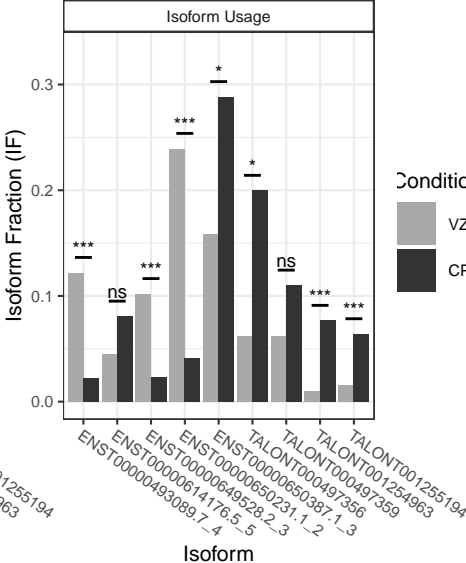 Isoform Usage
Isoform Fraction (IF)
0.3
0.2
0.1
0.0
***
ns
***
***
*
*
ns
***
***
ENST00000493089.7_4
ENST00000614176.5_5
ENST00000649528.2_3
ENST00000650231.1_2
ENST00000650387.1_3
TALONT000497356
TALONT000497359
TALONT001254963
TALONT001255194
Isoform
VZ